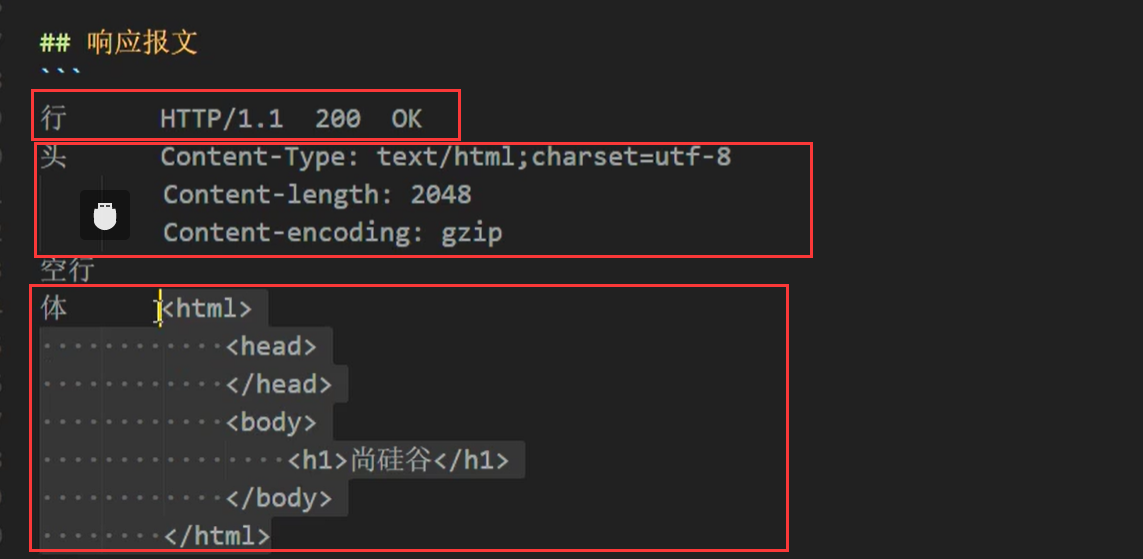 ## 响应报文
```
行 HTTP/1.1 200 OK
头 Content-Type: text/html;charset=utf-8
Content-length: 2048
Content-encoding: gzip
空行
体 <html>
<head>
</head>
<body>
<h1>尚硅谷</h1>
</body>
</html>